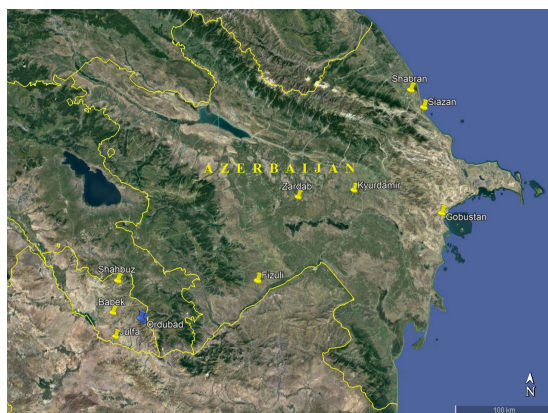 Shabran
Siazan
AZERBAIJAN
Zardab
Kyurdamir
Gobustan
Shahbuz
Fizuli
Babek
Ordubad
Julfa
N
100 km